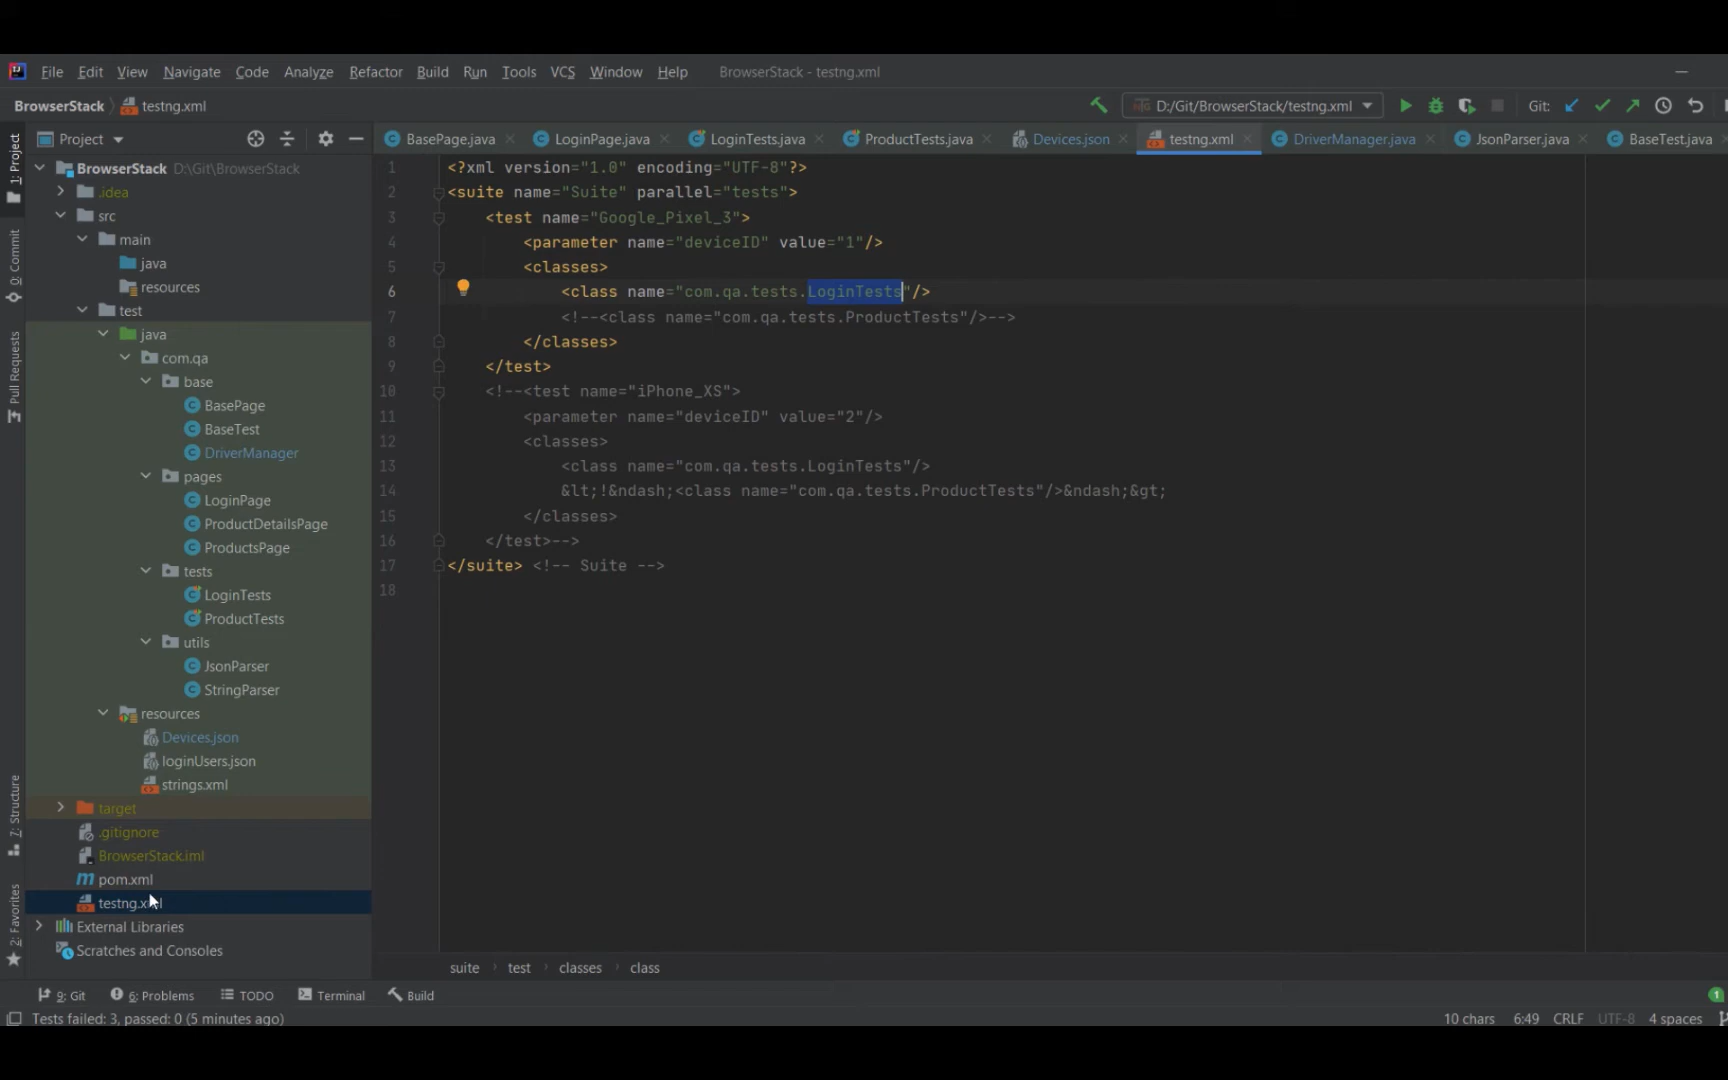 File Edit View Navigate Code Analyze Refactor Build Run Tools VCS Window Help BrowserStack - testng.xml
BrowserStack testng.xml D:/Git/BrowserStack/testng.xml Git:
Project BasePage.java LoginPage.java LoginTests.java ProductTests.java Devices.json testng.xml DriverManager.java JsonParser.java BaseTest.java
1: Project
0: Commit
Pull Requests
7: Structure
2: Favorites
BrowserStack D:\Git\BrowserStack
.idea
src
main
java
resources
test
java
com.qa
base
BasePage
BaseTest
DriverManager
pages
LoginPage
ProductDetailsPage
ProductsPage
tests
LoginTests
ProductTests
utils
JsonParser
StringParser
resources
Devices.json
loginUsers.json
strings.xml
target
.gitignore
BrowserStack.iml
pom.xml
testng.xml
External Libraries
Scratches and Consoles
1 <?xml version="1.0" encoding="UTF-8"?>
2 <suite name="Suite" parallel="tests">
3 <test name="Google_Pixel_3">
4 <parameter name="deviceID" value="1"/>
5 <classes>
6 <class name="com.qa.tests.LoginTests"/>
7 <!--<class name="com.qa.tests.ProductTests"/>-->
8 </classes>
9 </test>
10 <!--<test name="iPhone_XS">
11 <parameter name="deviceID" value="2"/>
12 <classes>
13 <class name="com.qa.tests.LoginTests"/>
14 &lt;!&ndash;<class name="com.qa.tests.ProductTests"/>&ndash;&gt;
15 </classes>
16 </test>-->
17 </suite> <!-- Suite -->
18
suite test classes class
9: Git 6: Problems TODO Terminal Build 1
Tests failed: 3, passed: 0 (5 minutes ago) 10 chars 6:49 CRLF UTF-8 4 spaces